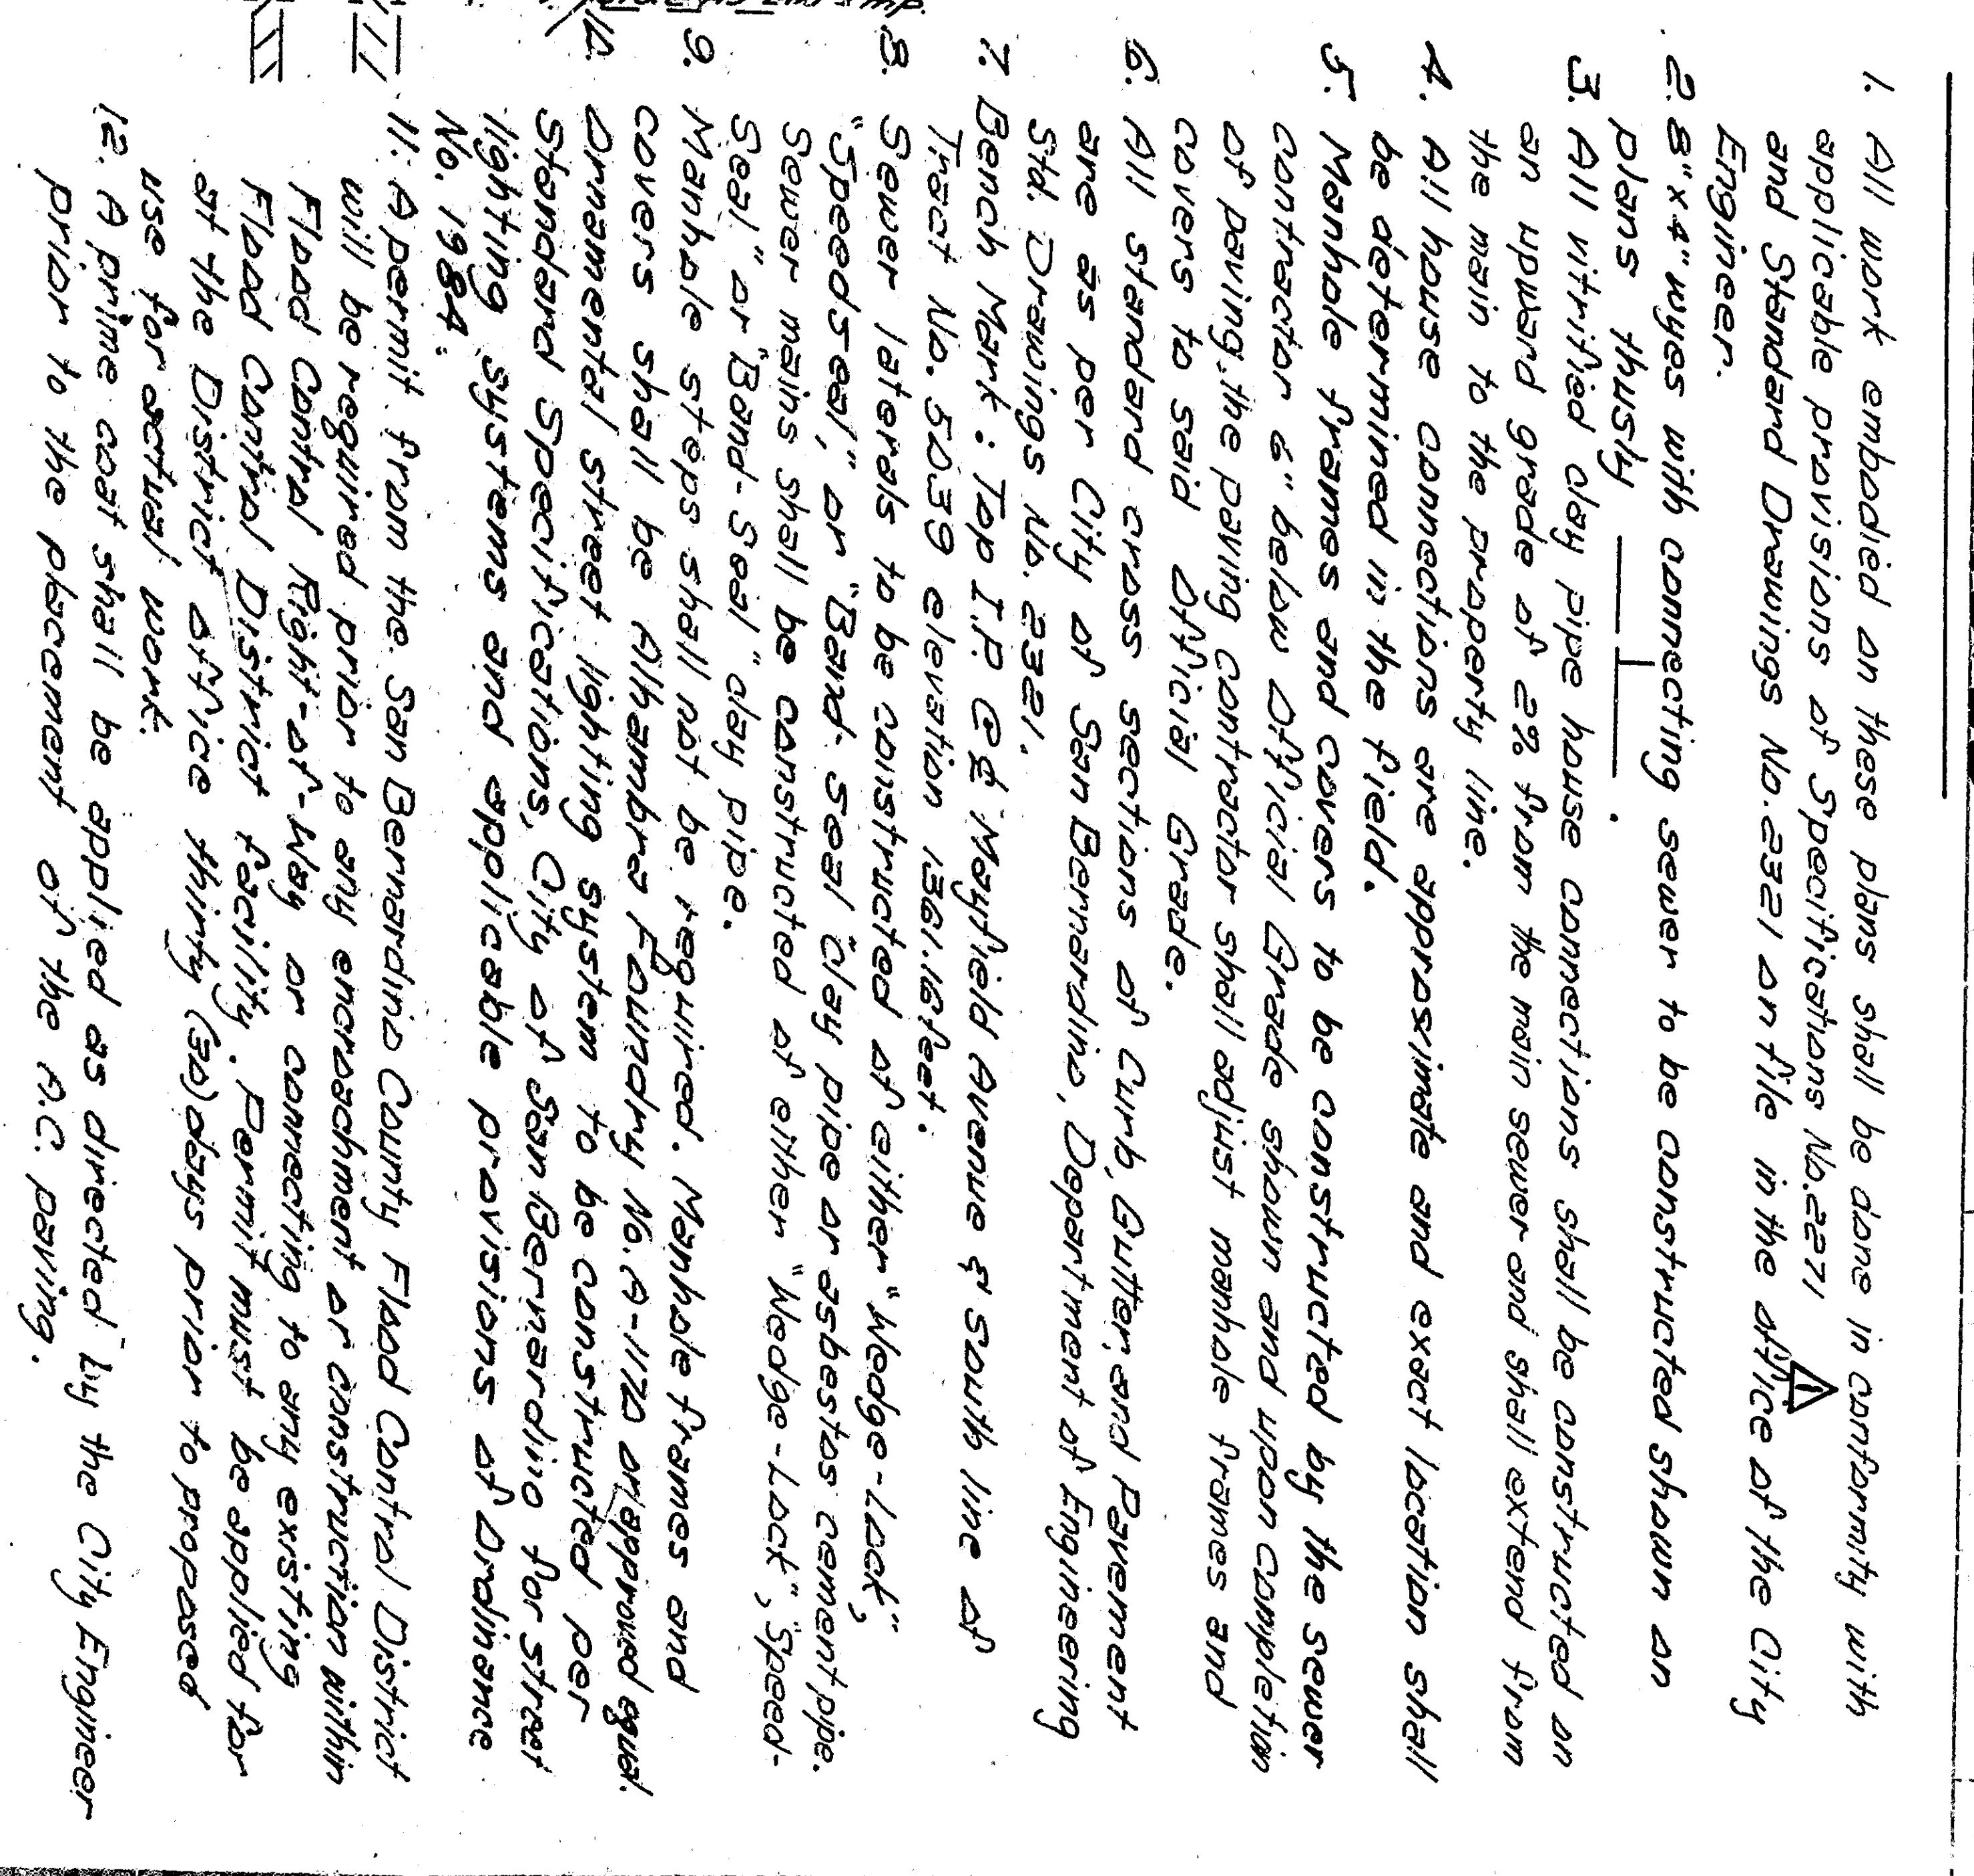 1. All work embodied on these plans shall be done in conformity with
applicable provisions of Specifications No. 2271
and Standard Drawings No. 2321 on file in the office of the City
Engineer.
2. 8" x 4" wyes with connecting sewer to be constructed shown on
plans thusly
3. All vitrified clay pipe house connections shall be constructed on
an upward grade of 2% from the main sewer and shall extend from
the main to the property line.
4. All house connections are approximate and exact location shall
be determined in the field.
5. Manhole frames and covers to be constructed by the sewer
contractor 6" below Official Grade shown and upon completion
of paving, the paving contractor shall adjust manhole frames and
covers to said Official Grade.
6. All standard cross sections of Curb, Gutter, and Pavement
are as per City of San Bernardino, Department of Engineering
Std. Drawings No. 2321.
7. Bench Mark : Top I.P. @ ℄ Mayfield Avenue & South line of
Tract No. 5039 elevation 1361.16 feet.
8. Sewer laterals to be constructed of either "Wedge-Lock",
"Speedseal", or "Band-Seal" clay pipe or asbestos cement pipe.
Sewer mains shall be constructed of either "Wedge-Lock", "Speed-
Seal" or "Band-Seal" clay pipe.
9. Manhole steps shall not be required. Manhole frames and
covers shall be Alhambra Foundry No. A-1170 or approved equal.
10. Ornamental street lighting system to be constructed per
Standard Specifications, City of San Bernardino for street
lighting systems and applicable provisions of Ordinance
No. 1984.
11. A permit from the San Bernardino County Flood Control District
will be required prior to any encroachment or construction within
Flood Control Right-of-Way or connecting to any existing
Flood Control District facility. Permit must be applied for
at the District office thirty (30) days prior to proposed
use for actual work.
12. A prime coat shall be applied as directed by the City Engineer
prior to the placement of the A.C. paving.